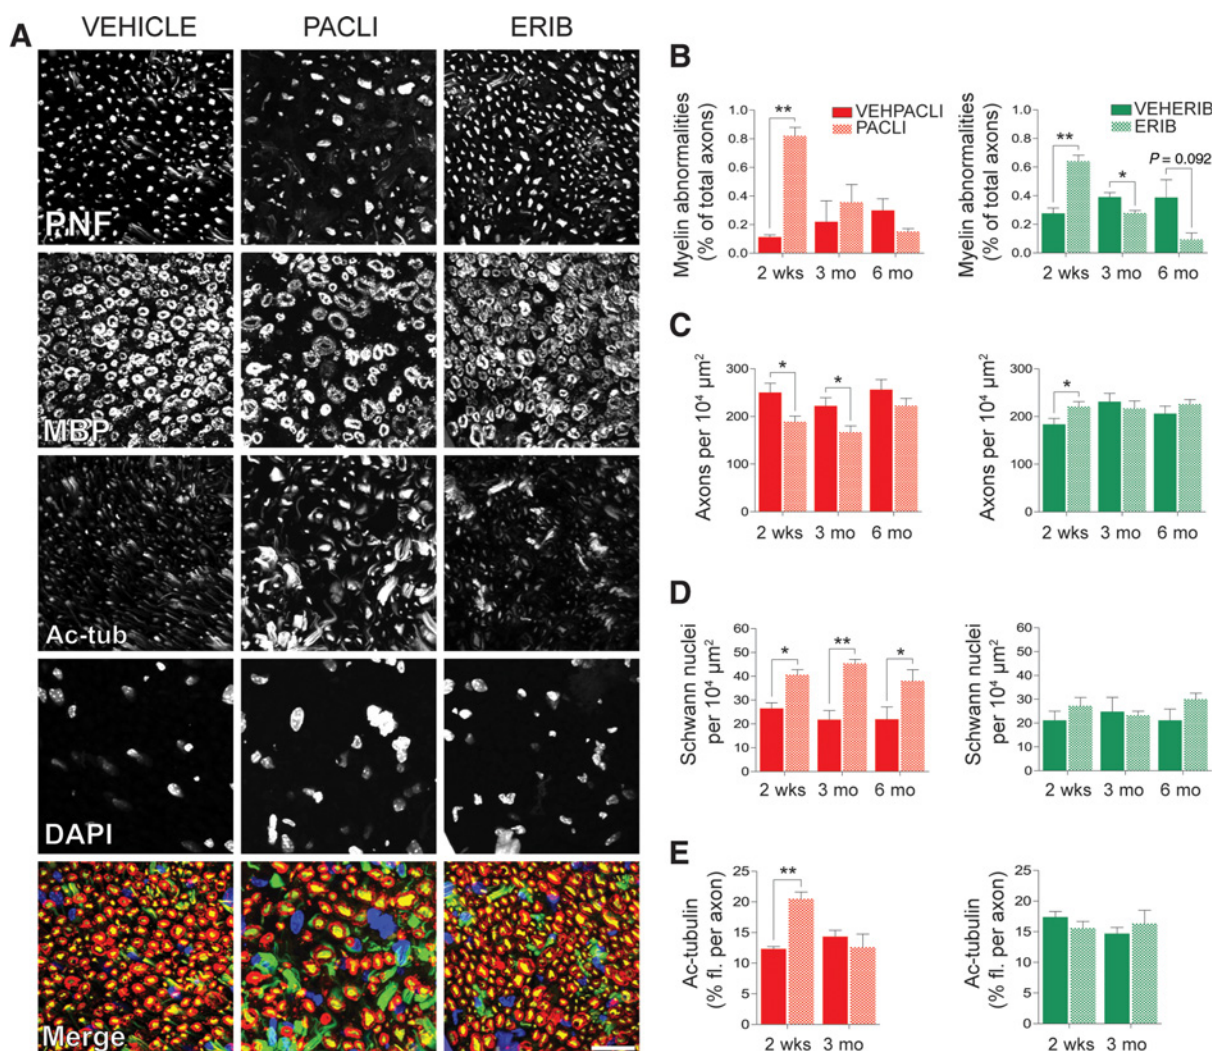 A
VEHICLE PACLI ERIB
PNF
MBP
Ac-tub
DAPI
Merge
B
Myelin abnormalities
(% of total axons)
1.0
0.8
0.6
0.4
0.2
0.0
**
VEHPACLI
PACLI
2 wks 3 mo 6 mo
Myelin abnormalities
(% of total axons)
1.0
0.8
0.6
0.4
0.2
0.0
VEHERIB
ERIB
** * P = 0.092
2 wks 3 mo 6 mo
C
Axons per 10⁴ µm²
300
200
100
0
* *
2 wks 3 mo 6 mo
Axons per 10⁴ µm²
300
200
100
0
*
2 wks 3 mo 6 mo
D
Schwann nuclei
per 10⁴ µm²
60
50
40
30
20
10
0
* ** *
2 wks 3 mo 6 mo
Schwann nuclei
per 10⁴ µm²
60
50
40
30
20
10
0
2 wks 3 mo 6 mo
E
Ac-tubulin
(% fl. per axon)
25
20
15
10
5
0
**
2 wks 3 mo
Ac-tubulin
(% fl. per axon)
25
20
15
10
5
0
2 wks 3 mo